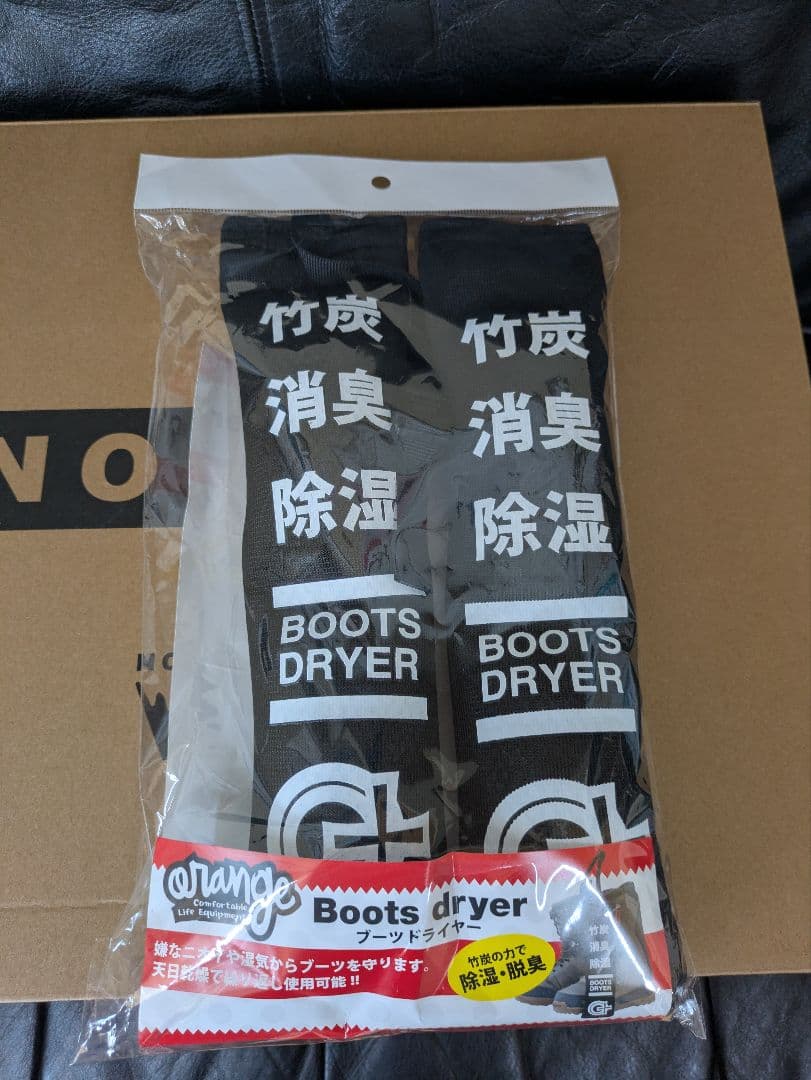 竹炭
消臭
除湿
BOOTS
DRYER
竹炭
消臭
除湿
BOOTS
DRYER
NO
NO
orange
Comfortable
Life Equipment
Boots dryer
ブーツドライヤー
嫌なニオイや湿気からブーツを守ります。
天日乾燥で繰り返し使用可能!!
竹炭の力で
除湿・脱臭
竹炭
消臭
除湿
BOOTS
DRYER